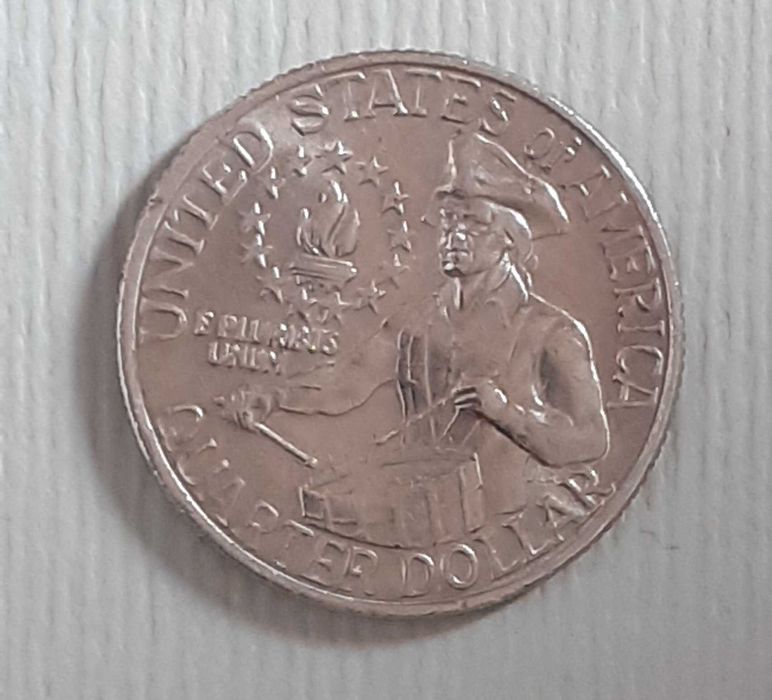 UNITED STATES OF AMERICA
E PLURIBUS
UNUM
QUARTER DOLLAR